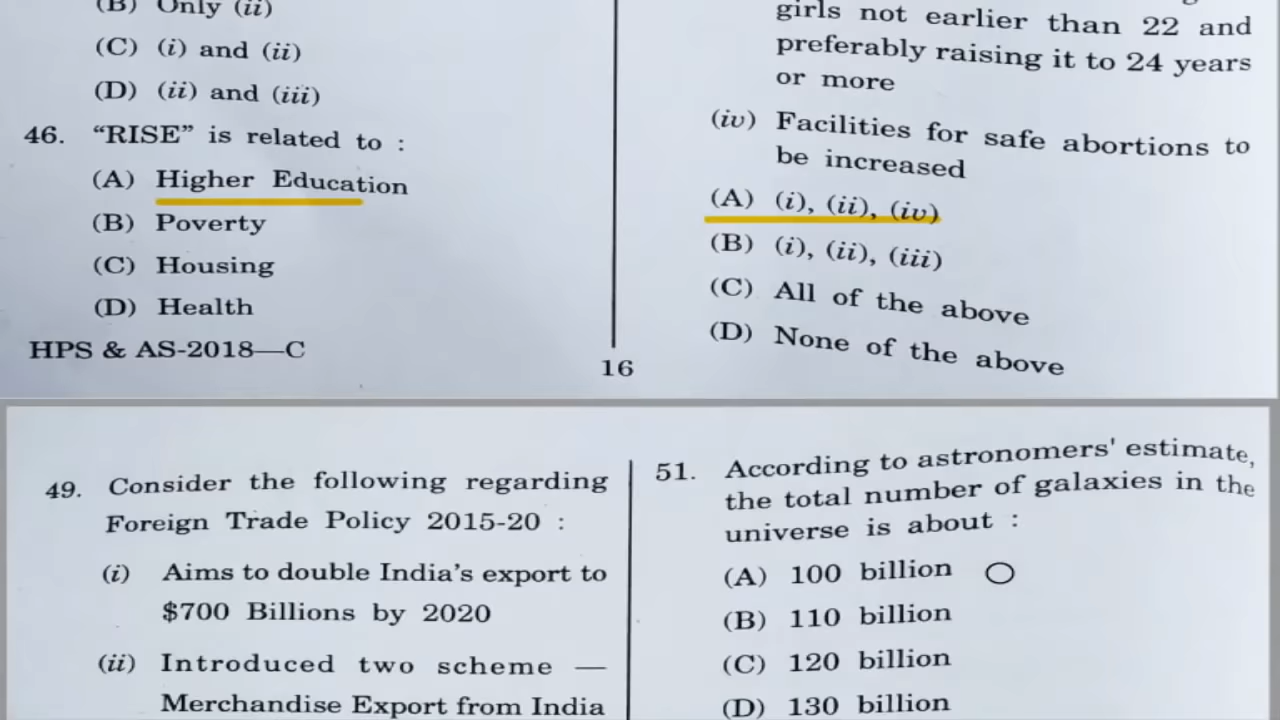 (B) Only (ii)
(C) (i) and (ii)
(D) (ii) and (iii)
46. “RISE” is related to :
(A) Higher Education
(B) Poverty
(C) Housing
(D) Health
HPS & AS-2018—C
16
girls not earlier than 22 and
preferably raising it to 24 years
or more
(iv) Facilities for safe abortions to
be increased
(A) (i), (ii), (iv)
(B) (i), (ii), (iii)
(C) All of the above
(D) None of the above
49. Consider the following regarding
Foreign Trade Policy 2015-20 :
(i) Aims to double India’s export to
$700 Billions by 2020
(ii) Introduced two scheme —
Merchandise Export from India
51. According to astronomers' estimate,
the total number of galaxies in the
universe is about :
(A) 100 billion
(B) 110 billion
(C) 120 billion
(D) 130 billion